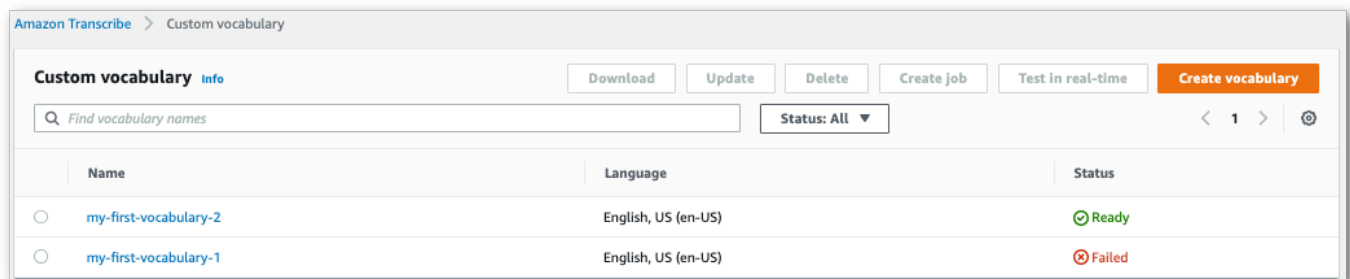 Amazon Transcribe > Custom vocabulary
Custom vocabulary Info Download Update Delete Create job Test in real-time Create vocabulary
Find vocabulary names Status: All ▼ < 1 >
Name Language Status
my-first-vocabulary-2 English, US (en-US) Ready
my-first-vocabulary-1 English, US (en-US) Failed